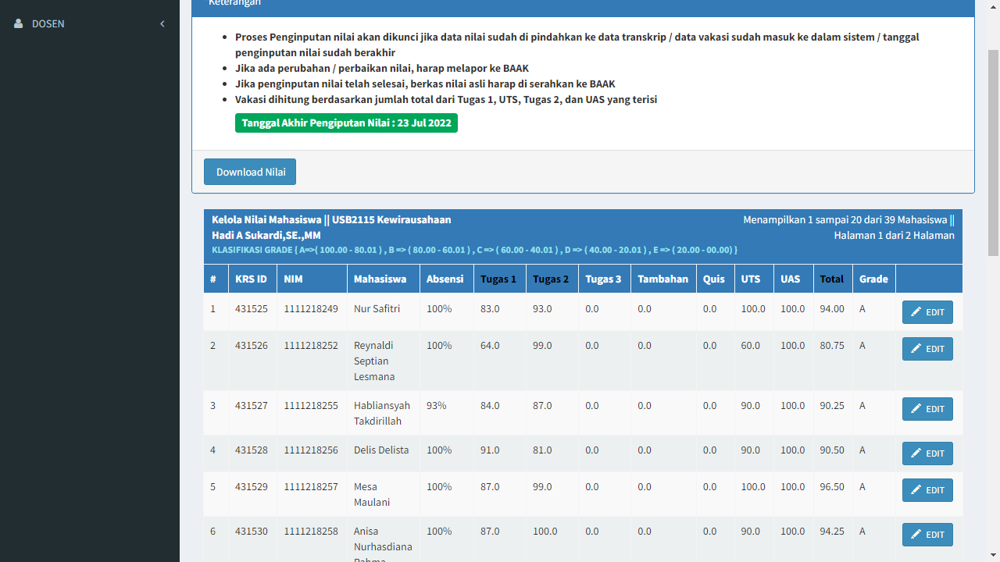 Keterangan
DOSEN
Proses Penginputan nilai akan dikunci jika data nilai sudah di pindahkan ke data transkrip / data vakasi sudah masuk ke dalam sistem / tanggal
penginputan nilai sudah berakhir
Jika ada perubahan / perbaikan nilai, harap melapor ke BAAK
Jika penginputan nilai telah selesai, berkas nilai asli harap di serahkan ke BAAK
Vakasi dihitung berdasarkan jumlah total dari Tugas 1, UTS, Tugas 2, dan UAS yang terisi
Tanggal Akhir Pengiputan Nilai : 23 Jul 2022
Download Nilai
Kelola Nilai Mahasiswa || USB2115 Kewirausahaan
Hadi A Sukardi,SE.,MM
KLASIFIKASI GRADE { A=>( 100.00 - 80.01 ) , B => ( 80.00 - 60.01 ) , C => ( 60.00 - 40.01 ) , D => ( 40.00 - 20.01 ) , E => ( 20.00 - 00.00) }
Menampilkan 1 sampai 20 dari 39 Mahasiswa ||
Halaman 1 dari 2 Halaman
# KRS ID NIM Mahasiswa Absensi Tugas 1 Tugas 2 Tugas 3 Tambahan Quis UTS UAS Total Grade
1 431525 1111218249 Nur Safitri 100% 83.0 93.0 0.0 0.0 0.0 100.0 100.0 94.00 A EDIT
2 431526 1111218252 Reynaldi 100% 64.0 99.0 0.0 0.0 0.0 60.0 100.0 80.75 A EDIT
Septian
Lesmana
3 431527 1111218255 Habliansyah 93% 84.0 87.0 0.0 0.0 0.0 90.0 100.0 90.25 A EDIT
Takdirillah
4 431528 1111218256 Delis Delista 100% 91.0 81.0 0.0 0.0 0.0 90.0 100.0 90.50 A EDIT
5 431529 1111218257 Mesa 100% 87.0 99.0 0.0 0.0 0.0 100.0 100.0 96.50 A EDIT
Maulani
6 431530 1111218258 Anisa 100% 87.0 100.0 0.0 0.0 0.0 90.0 100.0 94.25 A EDIT
Nurhasdiana